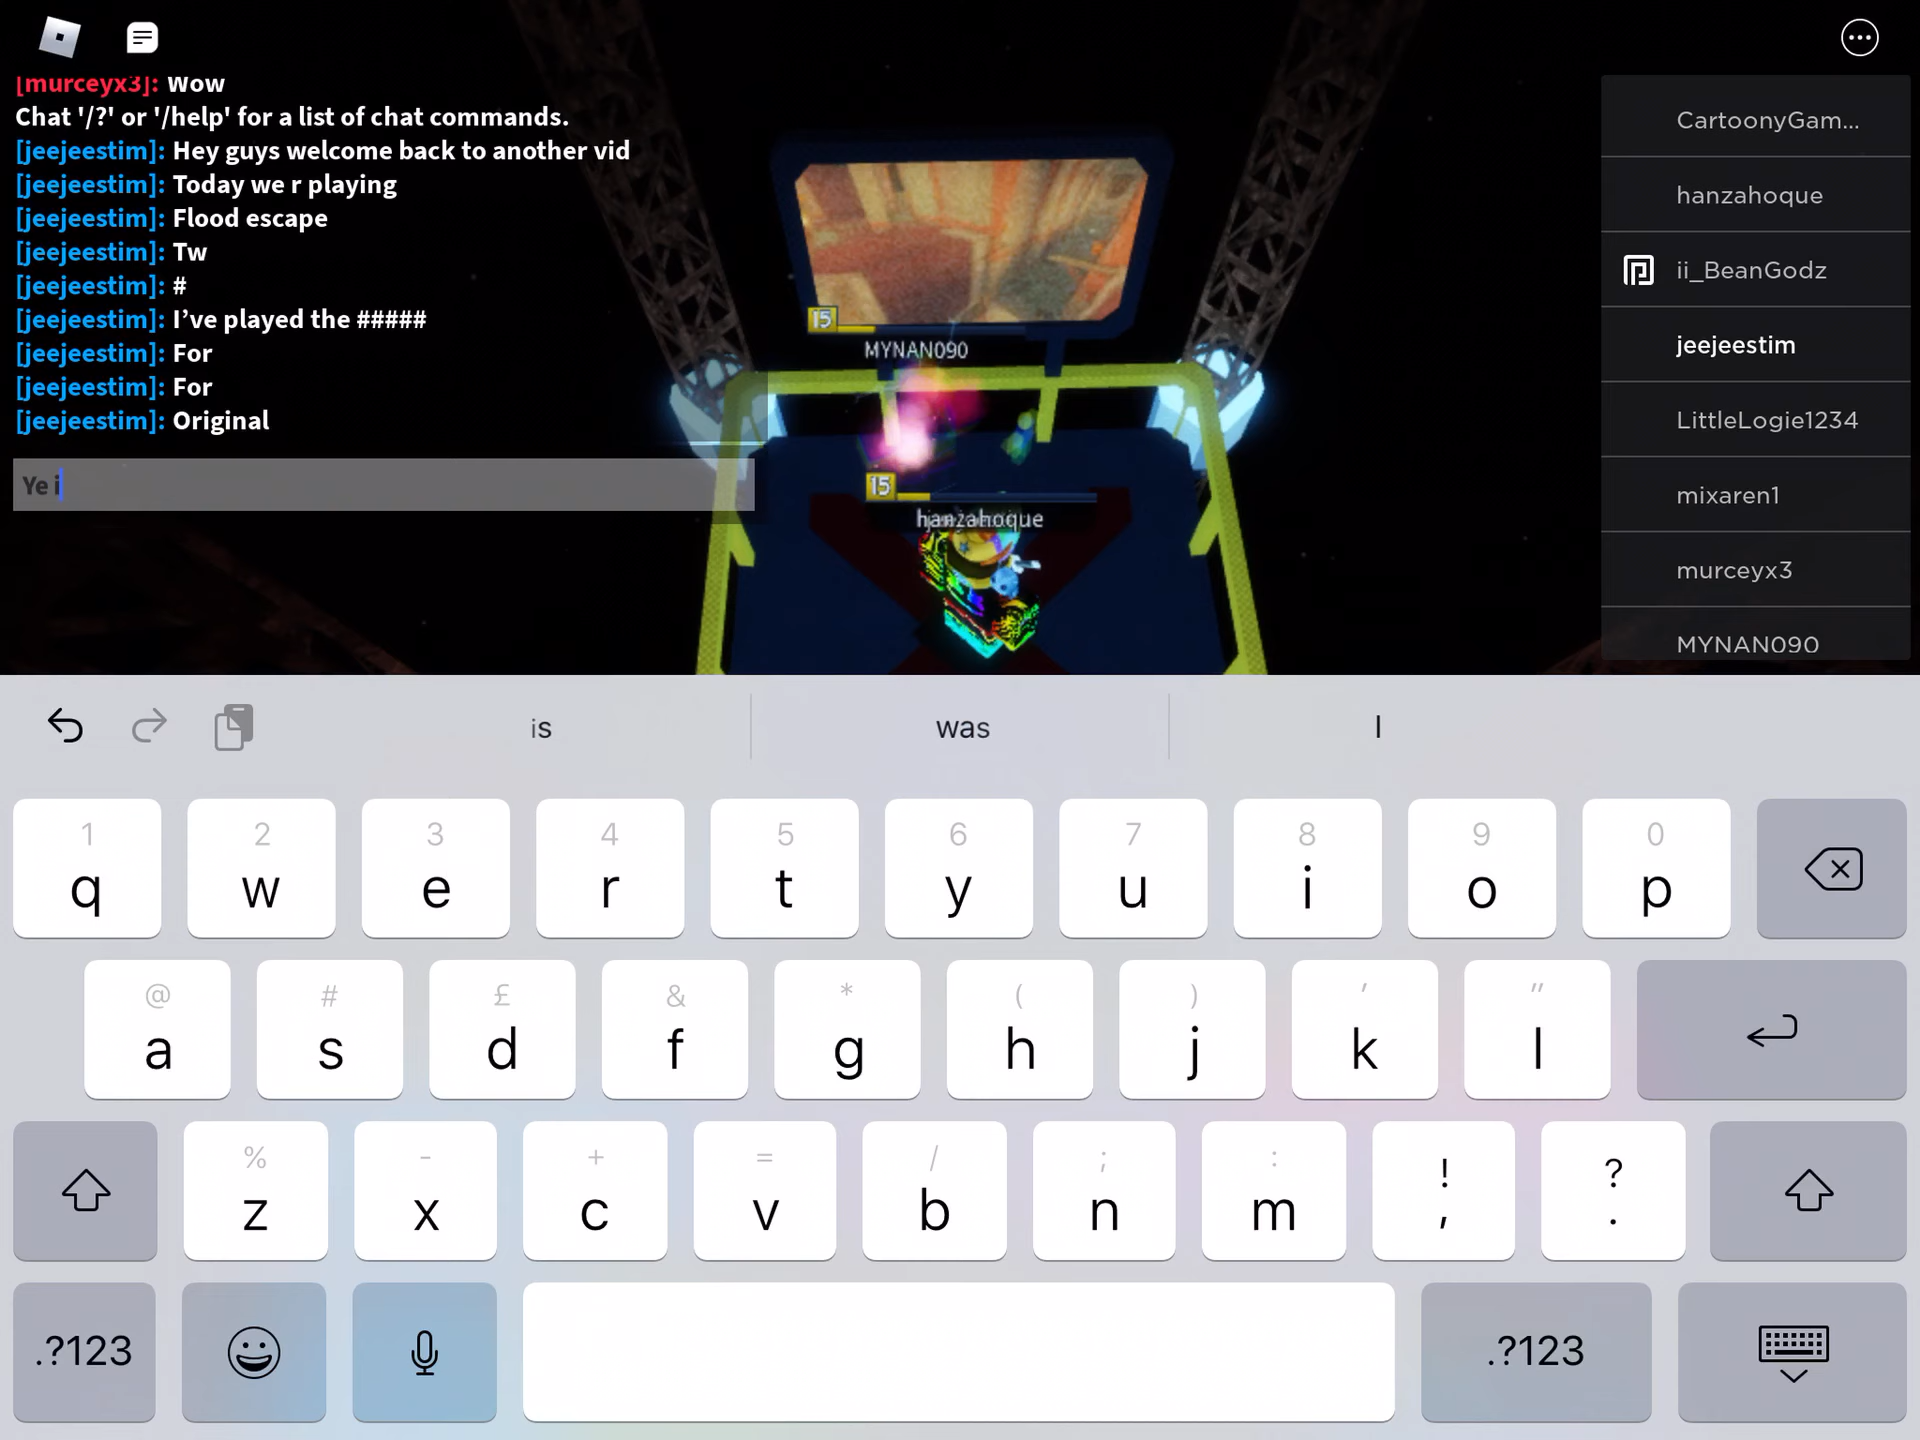 [murceyx3]: Wow
Chat '/?' or '/help' for a list of chat commands.
[jeejeestim]: Hey guys welcome back to another vid
[jeejeestim]: Today we r playing
[jeejeestim]: Flood escape
[jeejeestim]: Tw
[jeejeestim]: #
[jeejeestim]: I’ve played the #####
[jeejeestim]: For
[jeejeestim]: For
[jeejeestim]: Original
Ye i
15
MYNAN090
15
hanzahoque
CartoonyGam...
hanzahoque
ii_BeanGodz
jeejeestim
LittleLogie1234
mixaren1
murceyx3
MYNAN090
is was I
1 2 3 4 5 6 7 8 9 0
q w e r t y u i o p
@ # £ & * ( ) ' "
a s d f g h j k l
% - + = / ; : ! ?
z x c v b n m , .
.?123 .?123